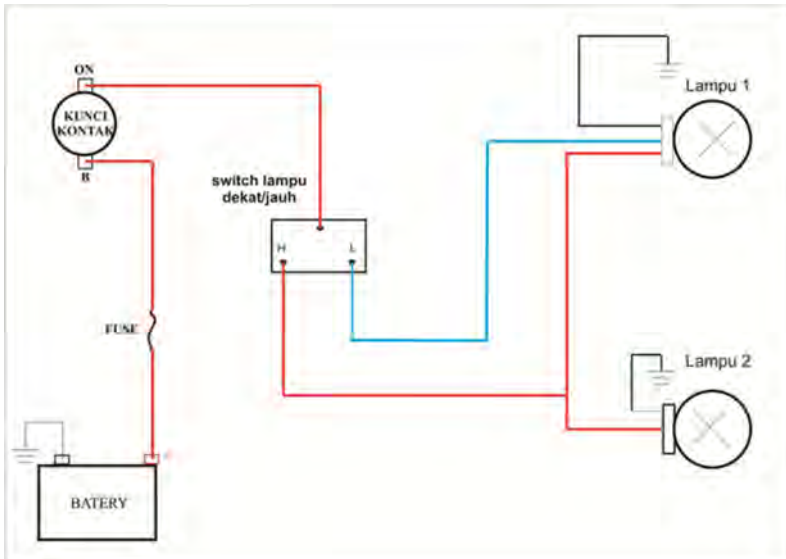 ON
KUNCI
KONTAK
B
switch lampu
dekat/jauh
H
L
FUSE
BATERY
Lampu 1
Lampu 2